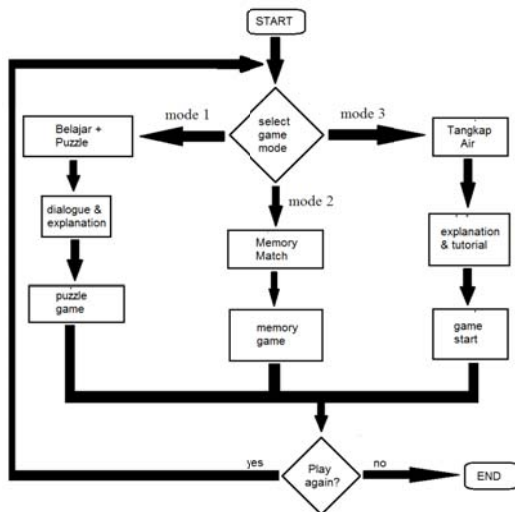 START
mode 1
select
game
mode
mode 3
Belajar +
Puzzle
Tangkap
Air
mode 2
dialogue &
explanation
Memory
Match
explanation
& tutorial
puzzle
game
memory
game
game
start
yes
Play
again?
no
END